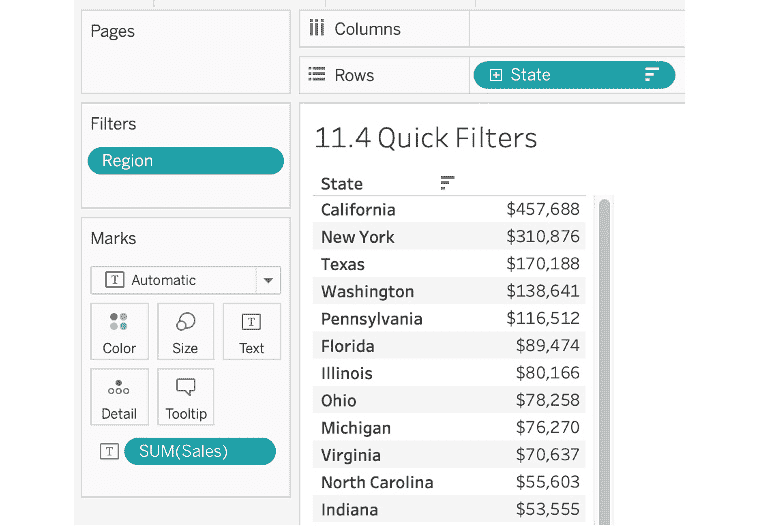 Pages
Columns
Rows
State
Filters
Region
Marks
Automatic
Color
Size
Text
Detail
Tooltip
SUM(Sales)
11.4 Quick Filters
State
California $457,688
New York $310,876
Texas $170,188
Washington $138,641
Pennsylvania $116,512
Florida $89,474
Illinois $80,166
Ohio $78,258
Michigan $76,270
Virginia $70,637
North Carolina $55,603
Indiana $53,555